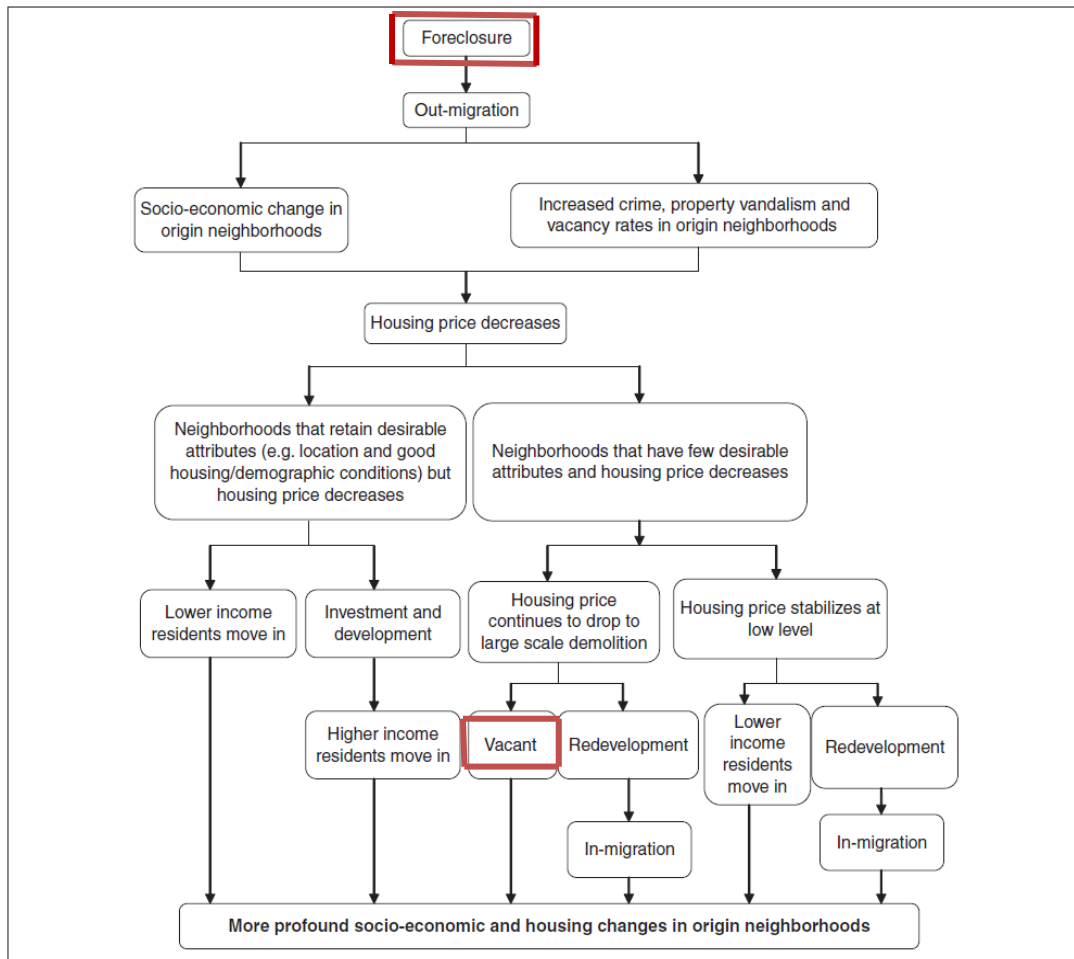 Foreclosure
Out-migration
Socio-economic change in
origin neighborhoods
Increased crime, property vandalism and
vacancy rates in origin neighborhoods
Housing price decreases
Neighborhoods that retain desirable
attributes (e.g. location and good
housing/demographic conditions) but
housing price decreases
Neighborhoods that have few desirable
attributes and housing price decreases
Lower income
residents move in
Investment and
development
Housing price
continues to drop to
large scale demolition
Housing price stabilizes at
low level
Higher income
residents move in
Vacant
Redevelopment
Lower
income
residents
move in
Redevelopment
In-migration
In-migration
More profound socio-economic and housing changes in origin neighborhoods